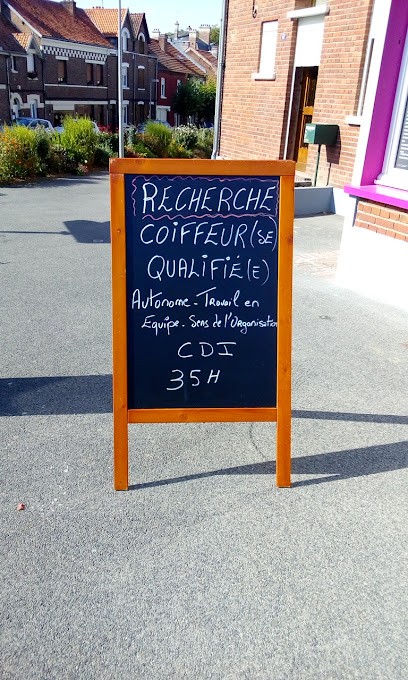 RECHERCHE
COIFFEUR(SE)
QUALIFIÉ(E)
Autonome - Travail en
Equipe - Sens de l'Organisation
CDI
35H